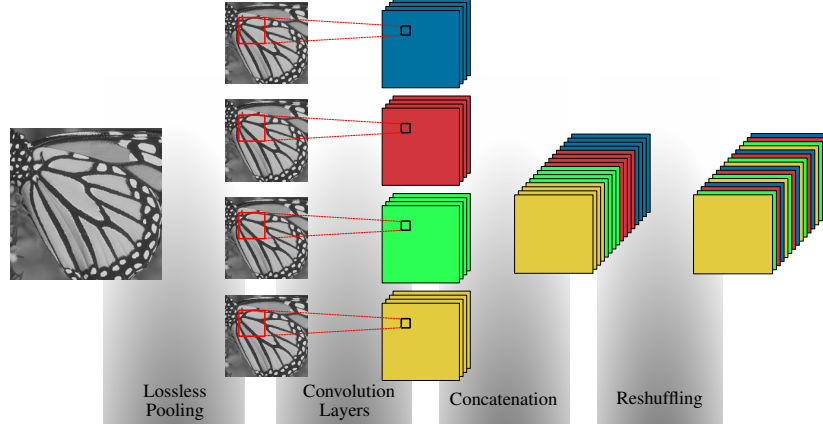 Lossless
Pooling
Convolution
Layers
Concatenation
Reshuffling